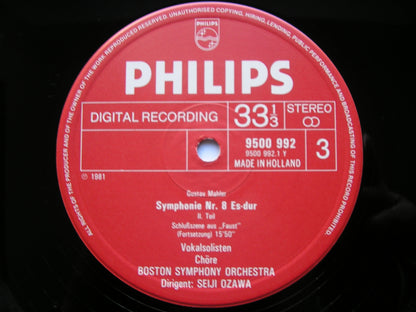 ALL RIGHTS OF THE PRODUCER AND OF THE OWNER OF THE WORK REPRODUCED RESERVED. UNAUTHORISED COPYING, HIRING, LENDING, PUBLIC PERFORMANCE AND BROADCASTING OF THIS RECORD PROHIBITED.
PHILIPS
PHILIPS
DIGITAL RECORDING
33 1/3
STEREO
9500 992
9500 992.1 Y
MADE IN HOLLAND
3
℗ 1981
Gustav Mahler
Symphonie Nr. 8 Es-dur
II. Teil
Schlußszene aus „Faust"
(Fortsetzung) 15'50"
Vokalsolisten
Chöre
BOSTON SYMPHONY ORCHESTRA
Dirigent: SEIJI OZAWA